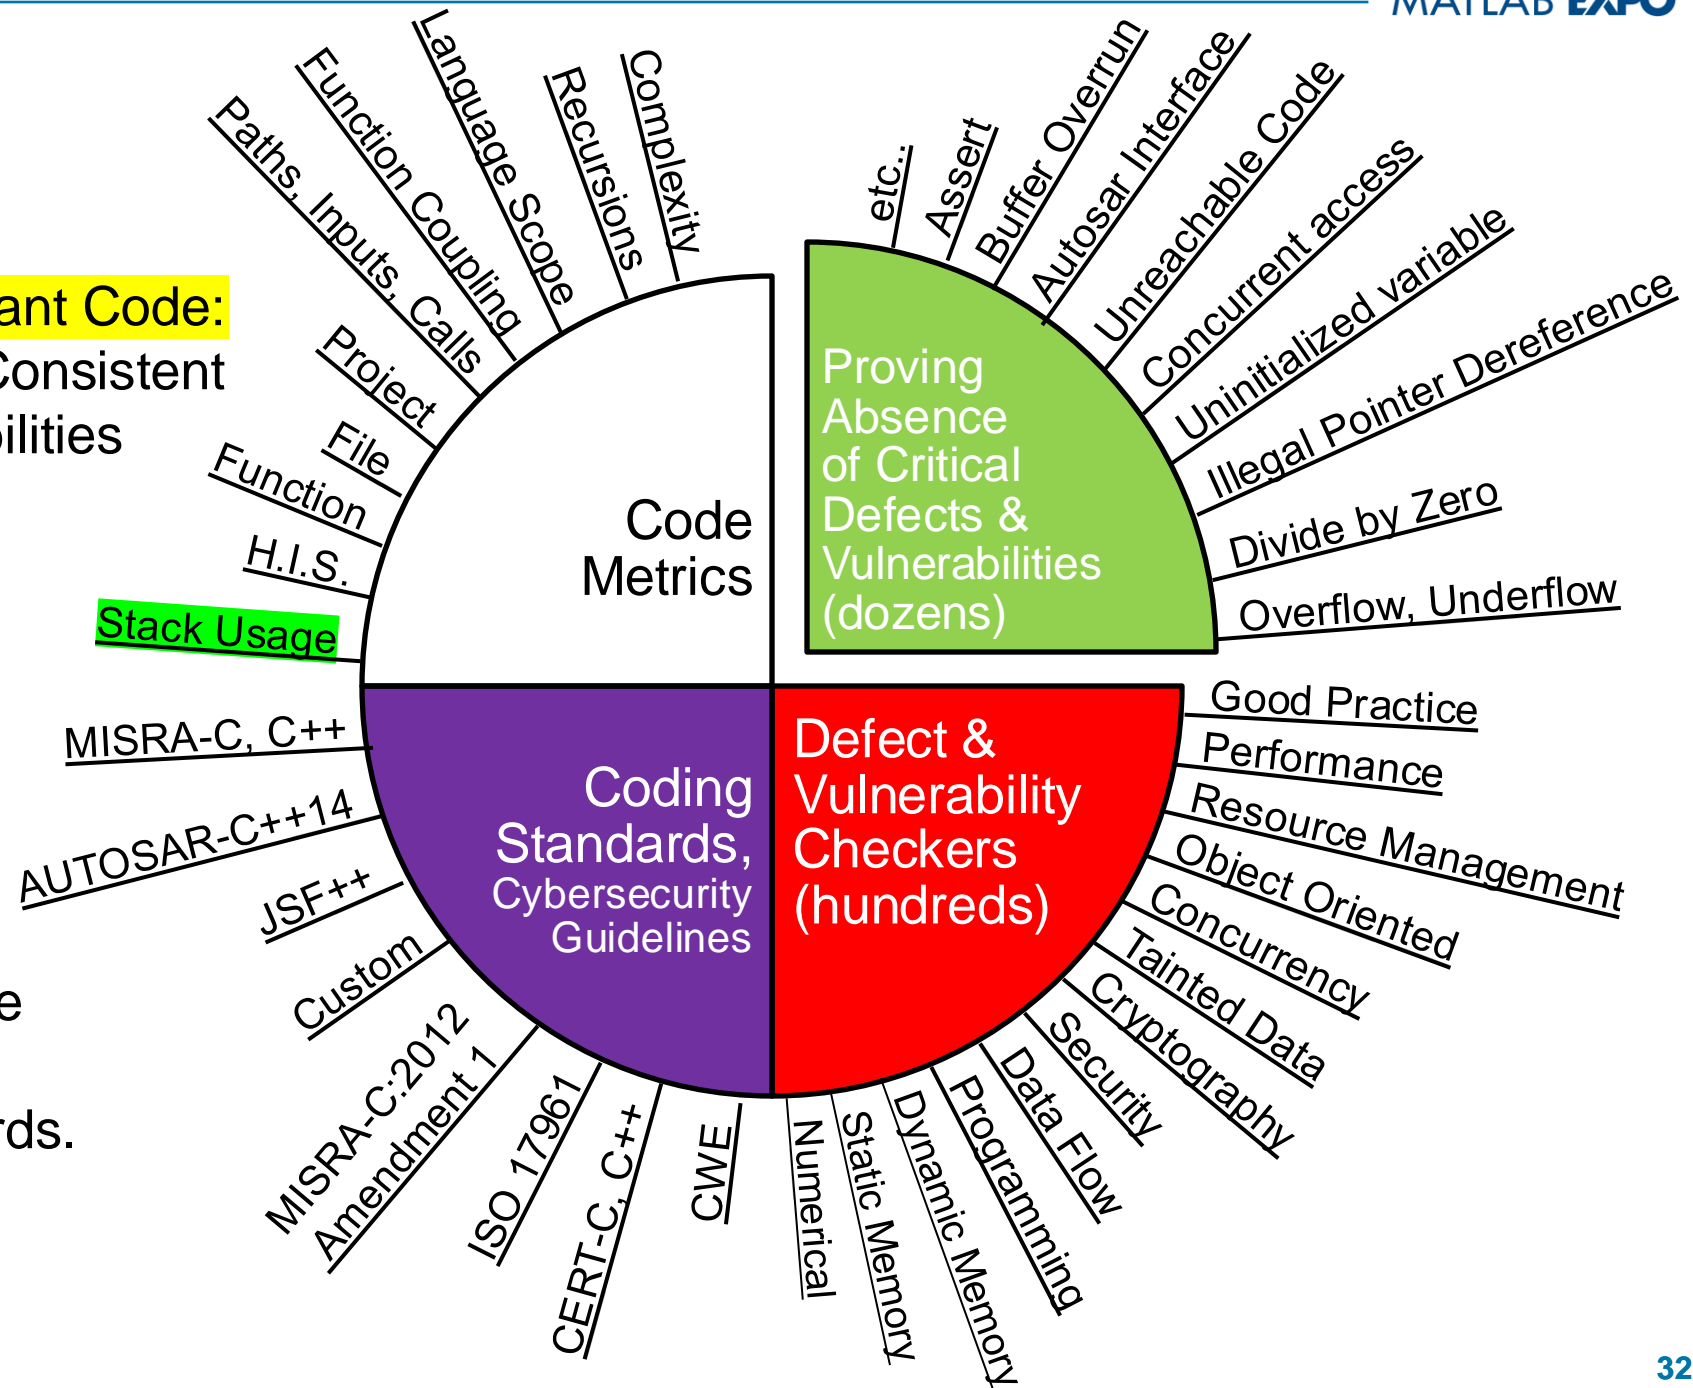 MATLAB EXPO
ant Code:
Consistent
bilities
e
rds.
Code
Metrics
Complexity
Recursions
Language Scope
Function Coupling
Paths, Inputs, Calls
Project
File
Function
H.I.S.
Stack Usage
Proving
Absence
of Critical
Defects &
Vulnerabilities
(dozens)
etc..
Assert
Buffer Overrun
Autosar Interface
Unreachable Code
Concurrent access
Uninitialized variable
Illegal Pointer Dereference
Divide by Zero
Overflow, Underflow
Coding
Standards,
Cybersecurity
Guidelines
MISRA-C, C++
AUTOSAR-C++14
JSF++
Custom
MISRA-C:2012
Amendment 1
ISO 17961
CERT-C, C++
CWE
Defect &
Vulnerability
Checkers
(hundreds)
Good Practice
Performance
Resource Management
Object Oriented
Concurrency
Tainted Data
Cryptography
Security
Data Flow
Programming
Dynamic Memory
Static Memory
Numerical
32